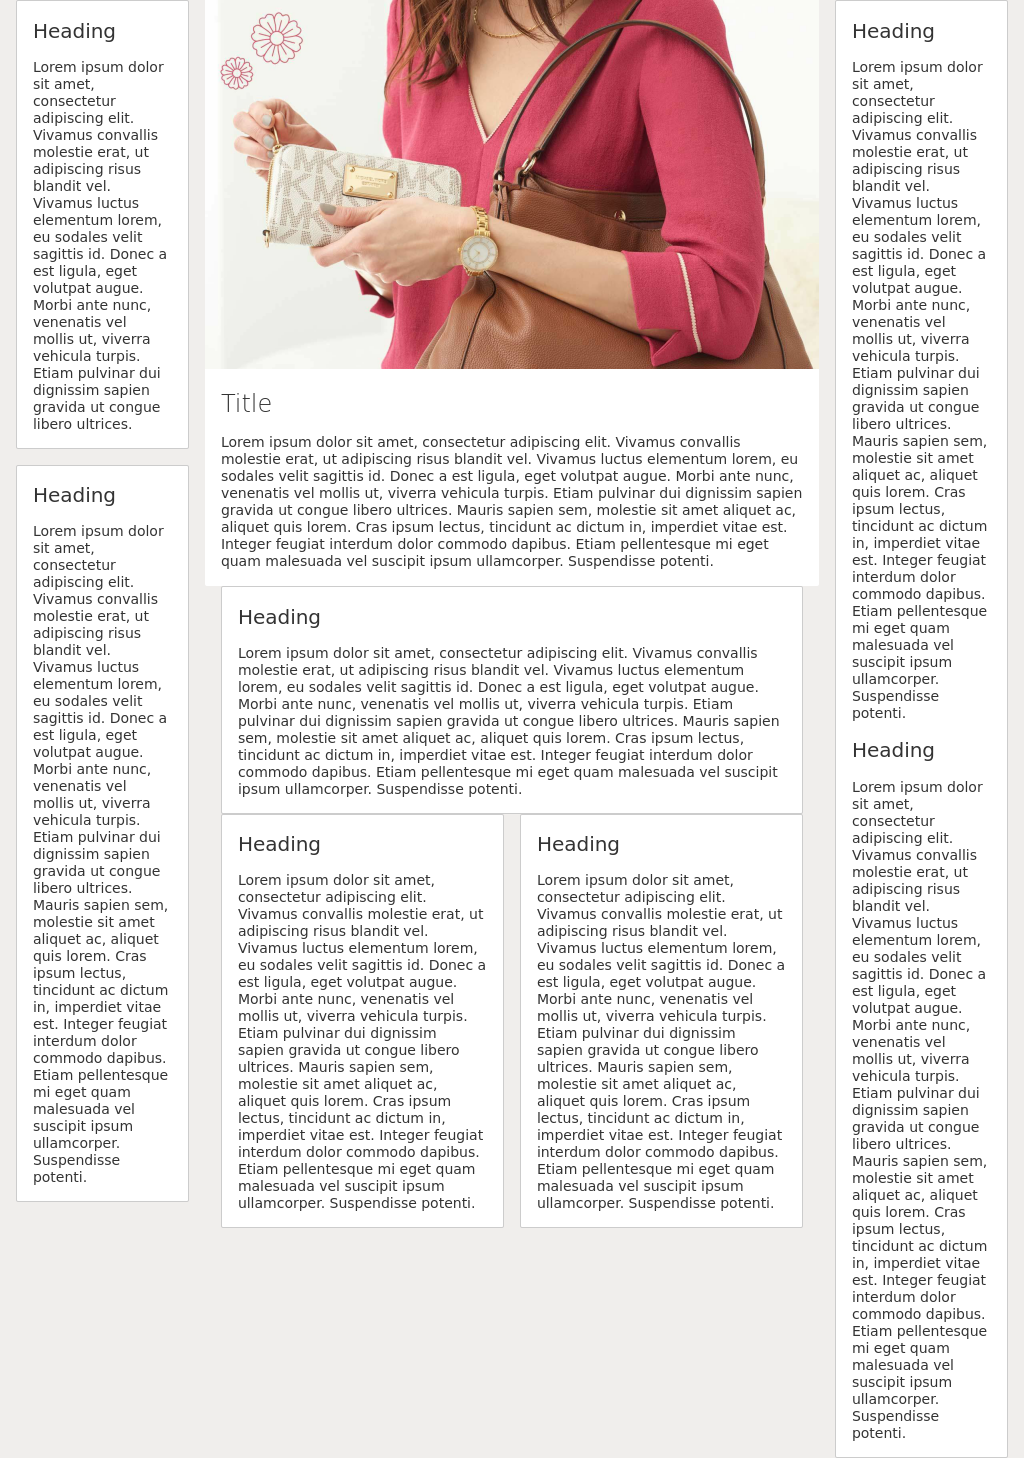 Heading
Lorem ipsum dolor
sit amet,
consectetur
adipiscing elit.
Vivamus convallis
molestie erat, ut
adipiscing risus
blandit vel.
Vivamus luctus
elementum lorem,
eu sodales velit
sagittis id. Donec a
est ligula, eget
volutpat augue.
Morbi ante nunc,
venenatis vel
mollis ut, viverra
vehicula turpis.
Etiam pulvinar dui
dignissim sapien
gravida ut congue
libero ultrices.
Heading
Lorem ipsum dolor
sit amet,
consectetur
adipiscing elit.
Vivamus convallis
molestie erat, ut
adipiscing risus
blandit vel.
Vivamus luctus
elementum lorem,
eu sodales velit
sagittis id. Donec a
est ligula, eget
volutpat augue.
Morbi ante nunc,
venenatis vel
mollis ut, viverra
vehicula turpis.
Etiam pulvinar dui
dignissim sapien
gravida ut congue
libero ultrices.
Mauris sapien sem,
molestie sit amet
aliquet ac, aliquet
quis lorem. Cras
ipsum lectus,
tincidunt ac dictum
in, imperdiet vitae
est. Integer feugiat
interdum dolor
commodo dapibus.
Etiam pellentesque
mi eget quam
malesuada vel
suscipit ipsum
ullamcorper.
Suspendisse
potenti.
Title
Lorem ipsum dolor sit amet, consectetur adipiscing elit. Vivamus convallis
molestie erat, ut adipiscing risus blandit vel. Vivamus luctus elementum lorem, eu
sodales velit sagittis id. Donec a est ligula, eget volutpat augue. Morbi ante nunc,
venenatis vel mollis ut, viverra vehicula turpis. Etiam pulvinar dui dignissim sapien
gravida ut congue libero ultrices. Mauris sapien sem, molestie sit amet aliquet ac,
aliquet quis lorem. Cras ipsum lectus, tincidunt ac dictum in, imperdiet vitae est.
Integer feugiat interdum dolor commodo dapibus. Etiam pellentesque mi eget
quam malesuada vel suscipit ipsum ullamcorper. Suspendisse potenti.
Heading
Lorem ipsum dolor sit amet, consectetur adipiscing elit. Vivamus convallis
molestie erat, ut adipiscing risus blandit vel. Vivamus luctus elementum
lorem, eu sodales velit sagittis id. Donec a est ligula, eget volutpat augue.
Morbi ante nunc, venenatis vel mollis ut, viverra vehicula turpis. Etiam
pulvinar dui dignissim sapien gravida ut congue libero ultrices. Mauris sapien
sem, molestie sit amet aliquet ac, aliquet quis lorem. Cras ipsum lectus,
tincidunt ac dictum in, imperdiet vitae est. Integer feugiat interdum dolor
commodo dapibus. Etiam pellentesque mi eget quam malesuada vel suscipit
ipsum ullamcorper. Suspendisse potenti.
Heading
Lorem ipsum dolor sit amet,
consectetur adipiscing elit.
Vivamus convallis molestie erat, ut
adipiscing risus blandit vel.
Vivamus luctus elementum lorem,
eu sodales velit sagittis id. Donec a
est ligula, eget volutpat augue.
Morbi ante nunc, venenatis vel
mollis ut, viverra vehicula turpis.
Etiam pulvinar dui dignissim
sapien gravida ut congue libero
ultrices. Mauris sapien sem,
molestie sit amet aliquet ac,
aliquet quis lorem. Cras ipsum
lectus, tincidunt ac dictum in,
imperdiet vitae est. Integer feugiat
interdum dolor commodo dapibus.
Etiam pellentesque mi eget quam
malesuada vel suscipit ipsum
ullamcorper. Suspendisse potenti.
Heading
Lorem ipsum dolor sit amet,
consectetur adipiscing elit.
Vivamus convallis molestie erat, ut
adipiscing risus blandit vel.
Vivamus luctus elementum lorem,
eu sodales velit sagittis id. Donec a
est ligula, eget volutpat augue.
Morbi ante nunc, venenatis vel
mollis ut, viverra vehicula turpis.
Etiam pulvinar dui dignissim
sapien gravida ut congue libero
ultrices. Mauris sapien sem,
molestie sit amet aliquet ac,
aliquet quis lorem. Cras ipsum
lectus, tincidunt ac dictum in,
imperdiet vitae est. Integer feugiat
interdum dolor commodo dapibus.
Etiam pellentesque mi eget quam
malesuada vel suscipit ipsum
ullamcorper. Suspendisse potenti.
Heading
Lorem ipsum dolor
sit amet,
consectetur
adipiscing elit.
Vivamus convallis
molestie erat, ut
adipiscing risus
blandit vel.
Vivamus luctus
elementum lorem,
eu sodales velit
sagittis id. Donec a
est ligula, eget
volutpat augue.
Morbi ante nunc,
venenatis vel
mollis ut, viverra
vehicula turpis.
Etiam pulvinar dui
dignissim sapien
gravida ut congue
libero ultrices.
Mauris sapien sem,
molestie sit amet
aliquet ac, aliquet
quis lorem. Cras
ipsum lectus,
tincidunt ac dictum
in, imperdiet vitae
est. Integer feugiat
interdum dolor
commodo dapibus.
Etiam pellentesque
mi eget quam
malesuada vel
suscipit ipsum
ullamcorper.
Suspendisse
potenti.
Heading
Lorem ipsum dolor
sit amet,
consectetur
adipiscing elit.
Vivamus convallis
molestie erat, ut
adipiscing risus
blandit vel.
Vivamus luctus
elementum lorem,
eu sodales velit
sagittis id. Donec a
est ligula, eget
volutpat augue.
Morbi ante nunc,
venenatis vel
mollis ut, viverra
vehicula turpis.
Etiam pulvinar dui
dignissim sapien
gravida ut congue
libero ultrices.
Mauris sapien sem,
molestie sit amet
aliquet ac, aliquet
quis lorem. Cras
ipsum lectus,
tincidunt ac dictum
in, imperdiet vitae
est. Integer feugiat
interdum dolor
commodo dapibus.
Etiam pellentesque
mi eget quam
malesuada vel
suscipit ipsum
ullamcorper.
Suspendisse
potenti.